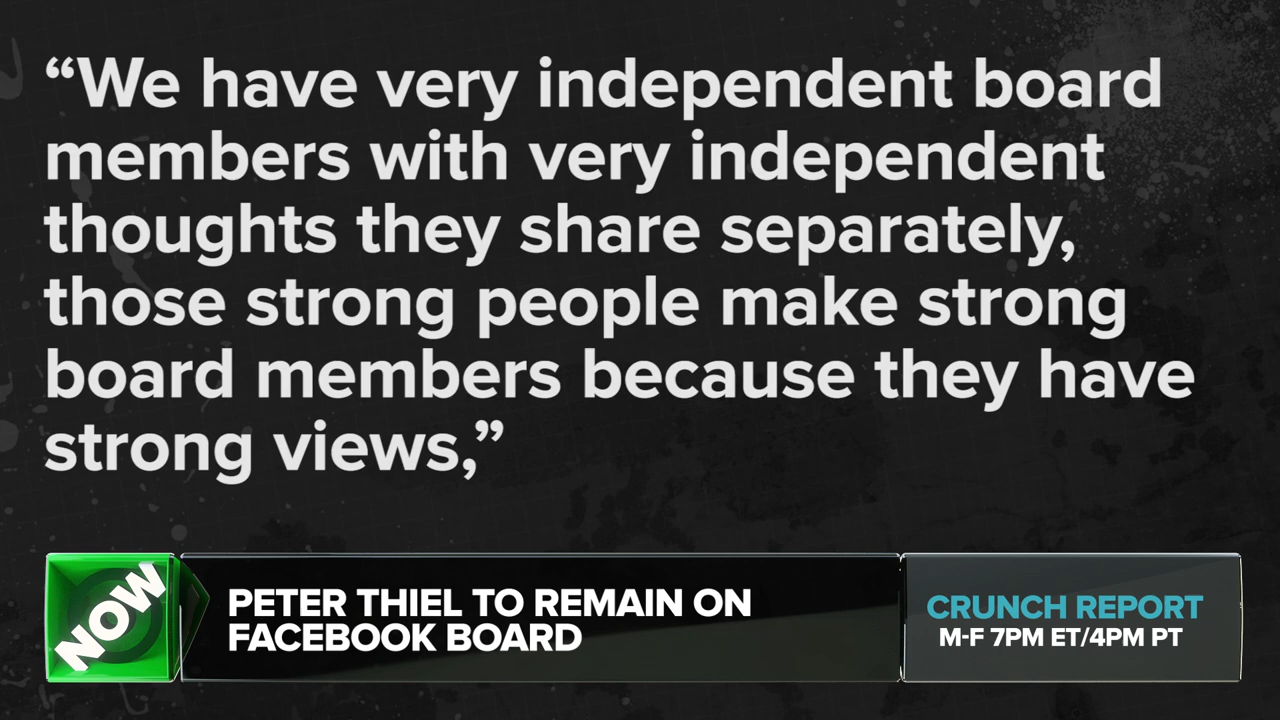 “We have very independent board
members with very independent
thoughts they share separately,
those strong people make strong
board members because they have
strong views,”
NOW
PETER THIEL TO REMAIN ON
FACEBOOK BOARD
CRUNCH REPORT
M-F 7PM ET/4PM PT